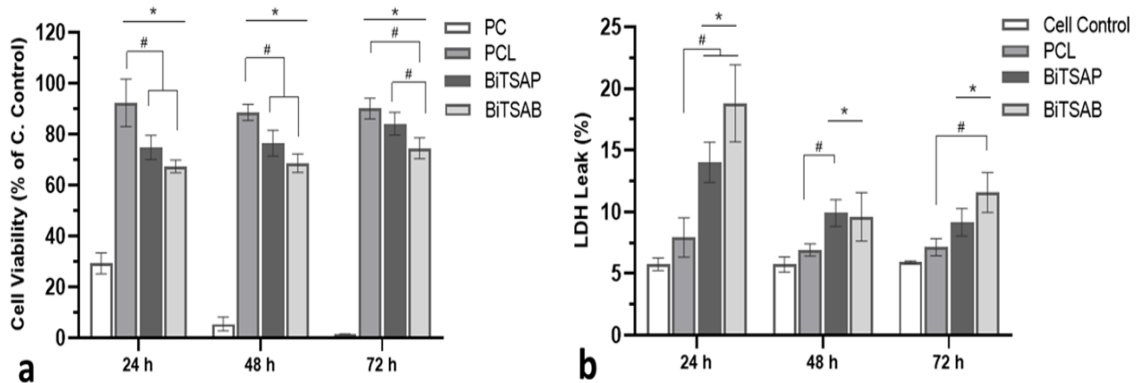 Cell Viability (% of C. Control)
120
100
80
60
40
20
0
*
#
*
#
*
#
#
24 h
48 h
72 h
PC
PCL
BiTSAP
BiTSAB
a
LDH Leak (%)
25
20
15
10
5
0
*
#
*
#
*
#
24 h
48 h
72 h
Cell Control
PCL
BiTSAP
BiTSAB
b